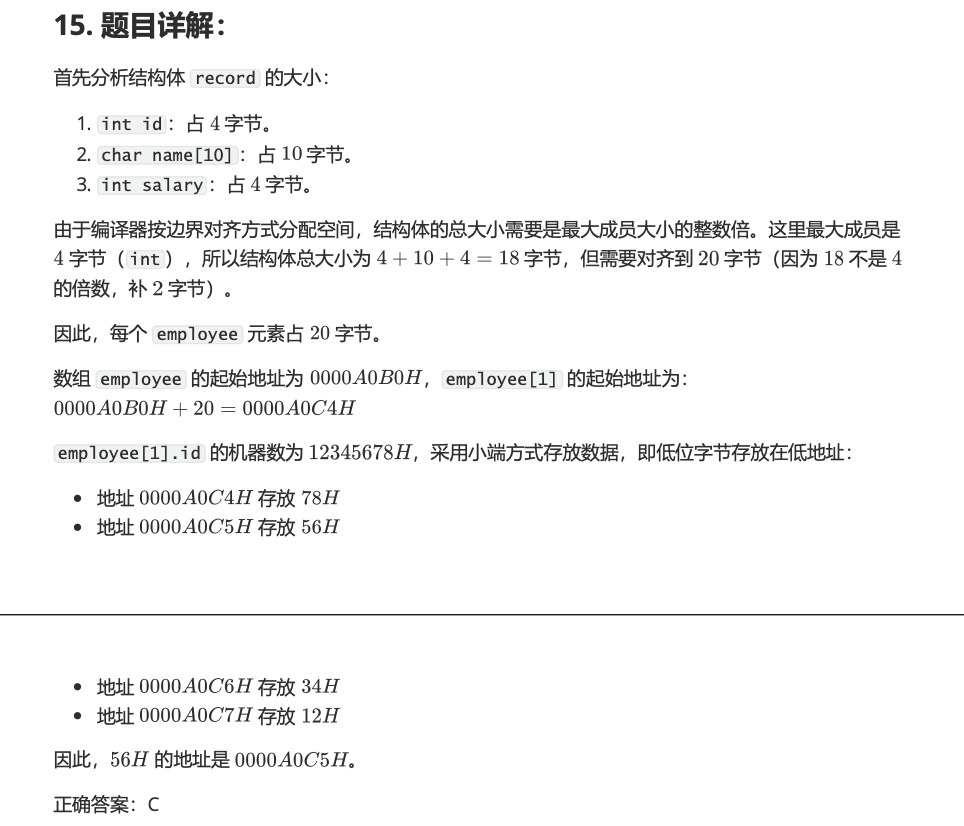 15. 题目详解：
首先分析结构体 record 的大小：
1. int id：占 4 字节。
2. char name[10]：占 10 字节。
3. int salary：占 4 字节。
由于编译器按边界对齐方式分配空间，结构体的总大小需要是最大成员大小的整数倍。这里最大成员是
4 字节（int），所以结构体总大小为 4 + 10 + 4 = 18 字节，但需要对齐到 20 字节（因为 18 不是 4
的倍数，补 2 字节）。
因此，每个 employee 元素占 20 字节。
数组 employee 的起始地址为 0000A0B0H，employee[1] 的起始地址为：
0000A0B0H + 20 = 0000A0C4H
employee[1].id 的机器数为 12345678H，采用小端方式存放数据，即低位字节存放在低地址：
• 地址 0000A0C4H 存放 78H
• 地址 0000A0C5H 存放 56H
• 地址 0000A0C6H 存放 34H
• 地址 0000A0C7H 存放 12H
因此，56H 的地址是 0000A0C5H。
正确答案：C